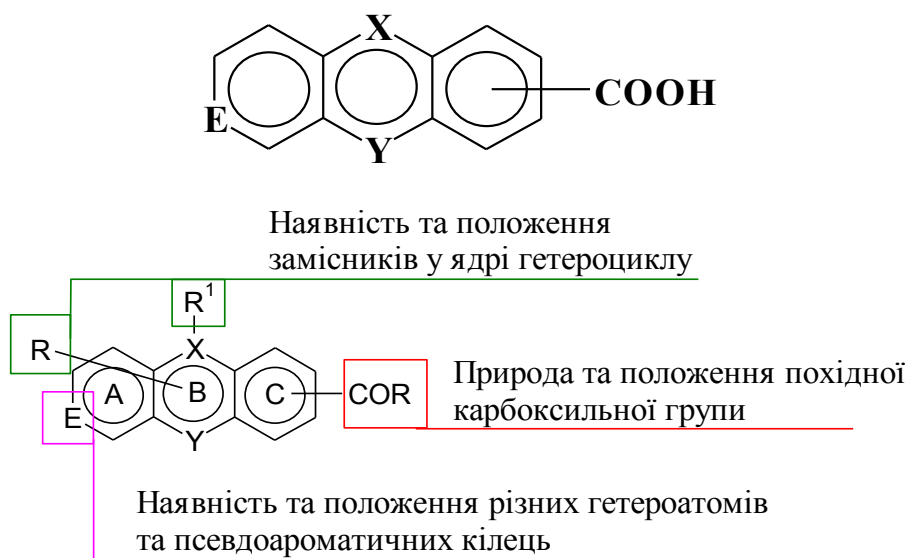 X
COOH
E
Y
Наявність та положення
замісників у ядрі гетероциклу
R¹
R
X
A
B
C
COR
E
Y
Природа та положення похідної
карбоксильної групи
Наявність та положення різних гетероатомів
та псевдоароматичних кілець